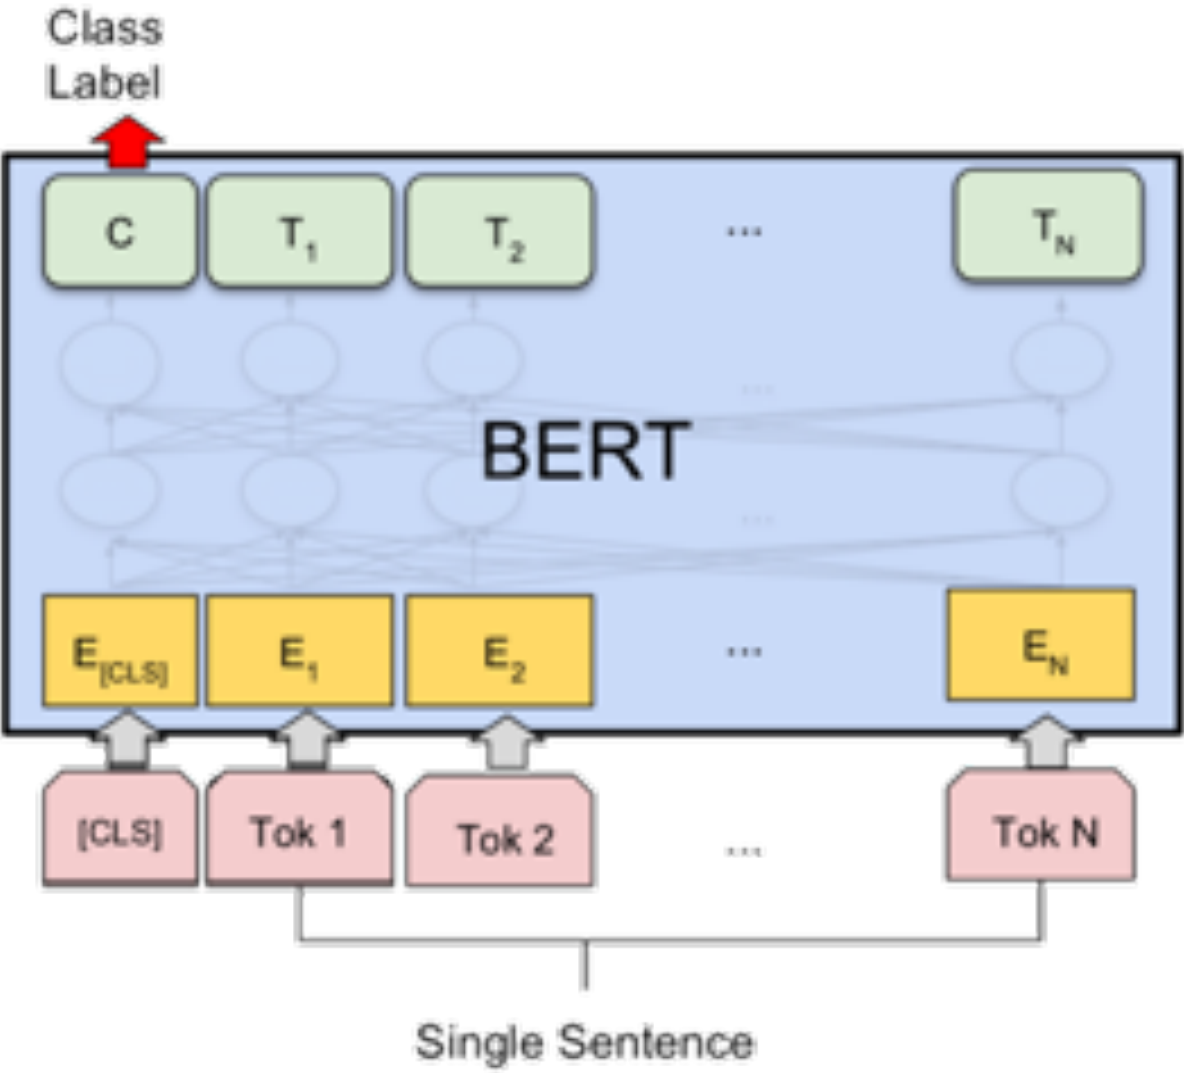 Class
Label
C T1 T2 ... TN
...
BERT
...
E[CLS] E1 E2 ... EN
[CLS] Tok 1 Tok 2 ... Tok N
Single Sentence